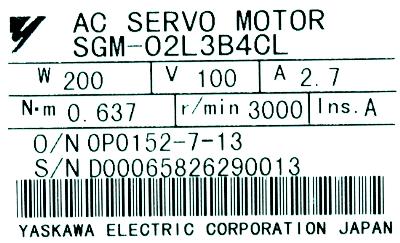 AC SERVO MOTOR
SGM-02L3B4CL
W 200 V 100 A 2.7
N·m 0.637 r/min 3000 Ins. A
O/N 0P0152-7-13
S/N D00065826290013
YASKAWA ELECTRIC CORPORATION JAPAN